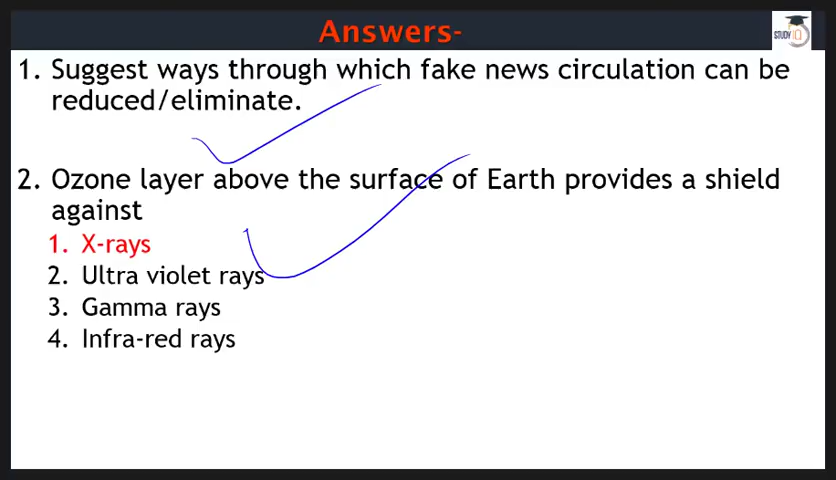 Answers-
STUDY IQ
1. Suggest ways through which fake news circulation can be
reduced/eliminate.
2. Ozone layer above the surface of Earth provides a shield
against
1. X-rays
2. Ultra violet rays
3. Gamma rays
4. Infra-red rays